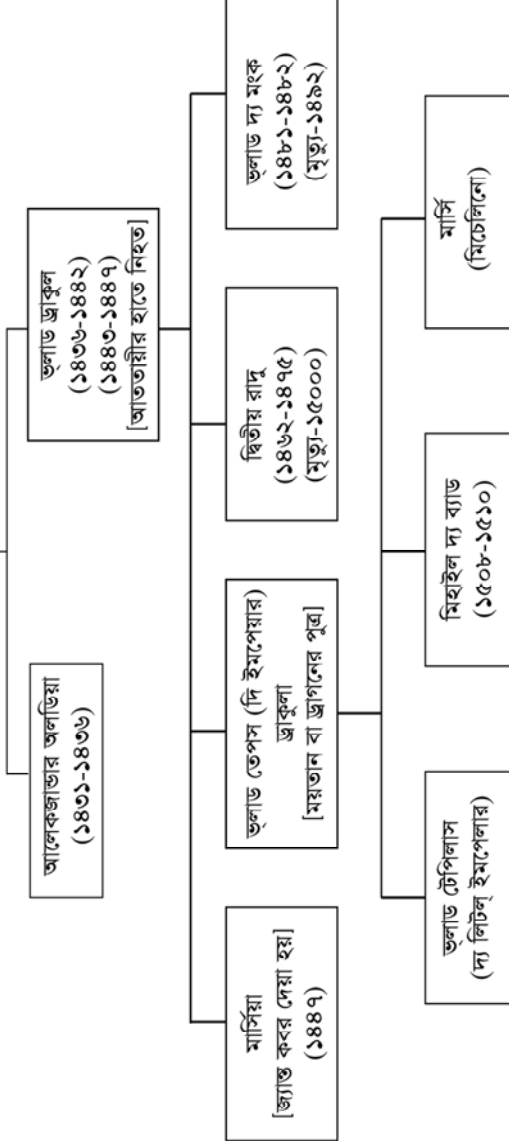 আলেকজান্ডার অলডিয়া
(১৪৩১-১৪৩৬)
ভ্লাড ড্রাকুল
(১৪৩৬-১৪৪২)
(১৪৪৩-১৪৪৭)
[আততায়ীর হাতে নিহত]
মার্সিয়া
[জ্যান্ত কবর দেয়া হয়]
(১৪৪৭)
ভ্লাড তেপস (দি ইমপেয়ার)
ড্রাকুলা
[ময়তান বা ড্রাগনের পুত্র]
দ্বিতীয় রাদু
(১৪৬২-১৪৭৫)
(মৃত্যু-১৫০০০)
ভ্লাড দ্য মংক
(১৪৮১-১৪৮২)
(মৃত্যু-১৪৯২)
ভ্লাড টেপিলাস
(দ্য লিটল্ ইমপেলার)
মিহাইল দ্য ব্যাড
(১৫০৮-১৫১০)
মার্সি
(মিচেলিনো)